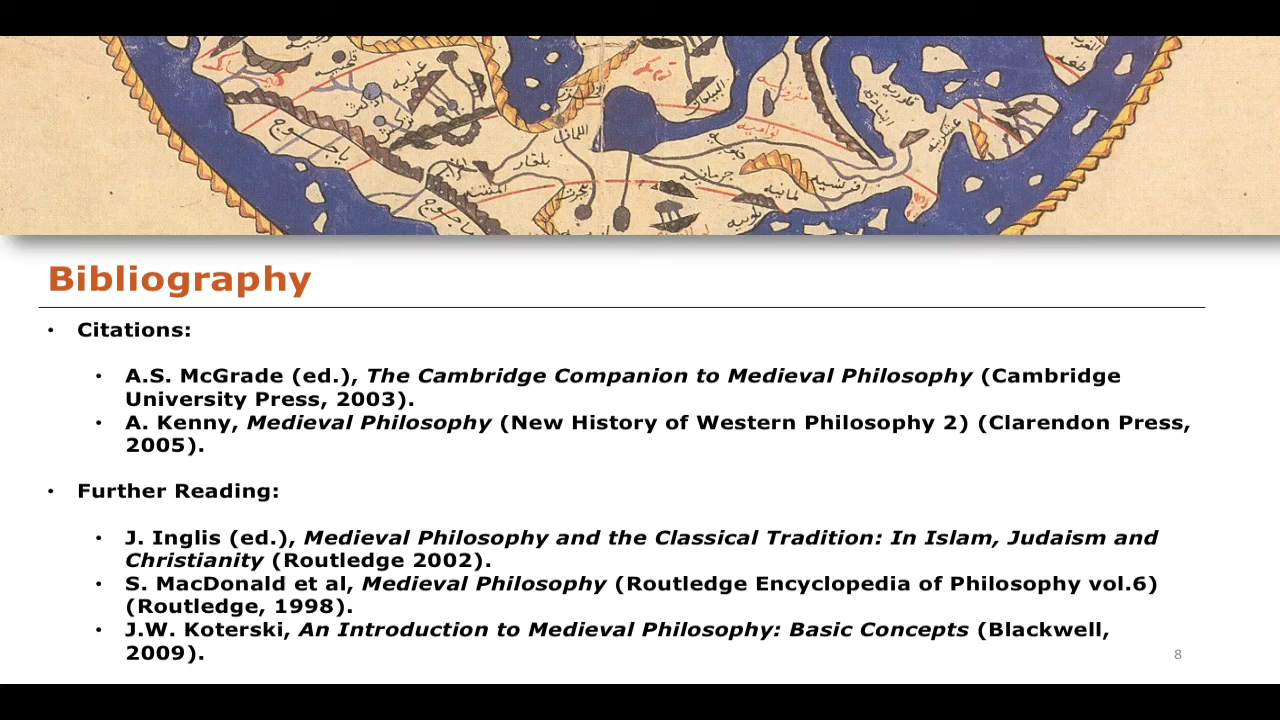 Bibliography
• Citations:
• A.S. McGrade (ed.), The Cambridge Companion to Medieval Philosophy (Cambridge
University Press, 2003).
• A. Kenny, Medieval Philosophy (New History of Western Philosophy 2) (Clarendon Press,
2005).
• Further Reading:
• J. Inglis (ed.), Medieval Philosophy and the Classical Tradition: In Islam, Judaism and
Christianity (Routledge 2002).
• S. MacDonald et al, Medieval Philosophy (Routledge Encyclopedia of Philosophy vol.6)
(Routledge, 1998).
• J.W. Koterski, An Introduction to Medieval Philosophy: Basic Concepts (Blackwell,
2009).
8